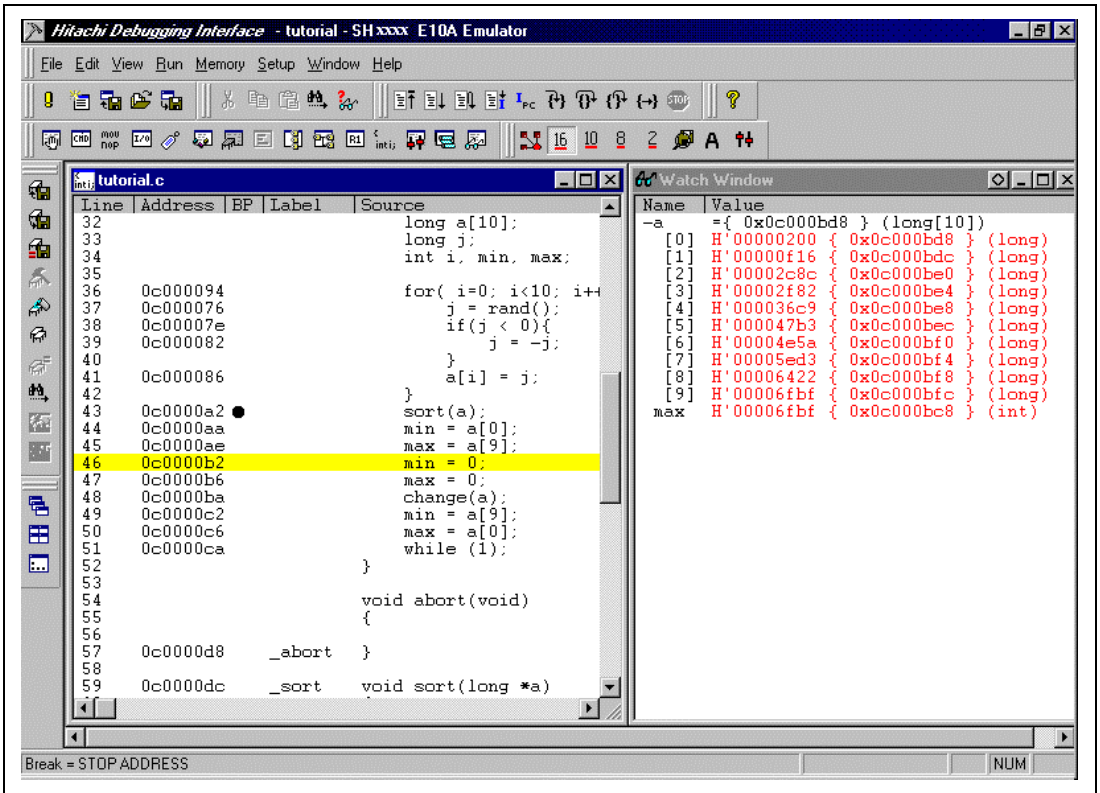 Hitachi Debugging Interface - tutorial - SHxxxx E10A Emulator
File Edit View Run Memory Setup Window Help
16 10 8 2 A
tutorial.c
Line Address BP Label Source
32 long a[10];
33 long j;
34 int i, min, max;
35
36 0c000094 for( i=0; i<10; i++
37 0c000076 j = rand();
38 0c00007e if(j < 0){
39 0c000082 j = -j;
40 }
41 0c000086 a[i] = j;
42 }
43 0c0000a2 ● sort(a);
44 0c0000aa min = a[0];
45 0c0000ae max = a[9];
46 0c0000b2 min = 0;
47 0c0000b6 max = 0;
48 0c0000ba change(a);
49 0c0000c2 min = a[9];
50 0c0000c6 max = a[0];
51 0c0000ca while (1);
52 }
53
54 void abort(void)
55 {
56
57 0c0000d8 _abort }
58
59 0c0000dc _sort void sort(long *a)
Watch Window
Name Value
-a ={ 0x0c000bd8 } (long[10])
[0] H'00000200 { 0x0c000bd8 } (long)
[1] H'00000f16 { 0x0c000bdc } (long)
[2] H'00002c8c { 0x0c000be0 } (long)
[3] H'00002f82 { 0x0c000be4 } (long)
[4] H'000036c9 { 0x0c000be8 } (long)
[5] H'000047b3 { 0x0c000bec } (long)
[6] H'00004e5a { 0x0c000bf0 } (long)
[7] H'00005ed3 { 0x0c000bf4 } (long)
[8] H'00006422 { 0x0c000bf8 } (long)
[9] H'00006fbf { 0x0c000bfc } (long)
max H'00006fbf { 0x0c000bc8 } (int)
Break = STOP ADDRESS
NUM